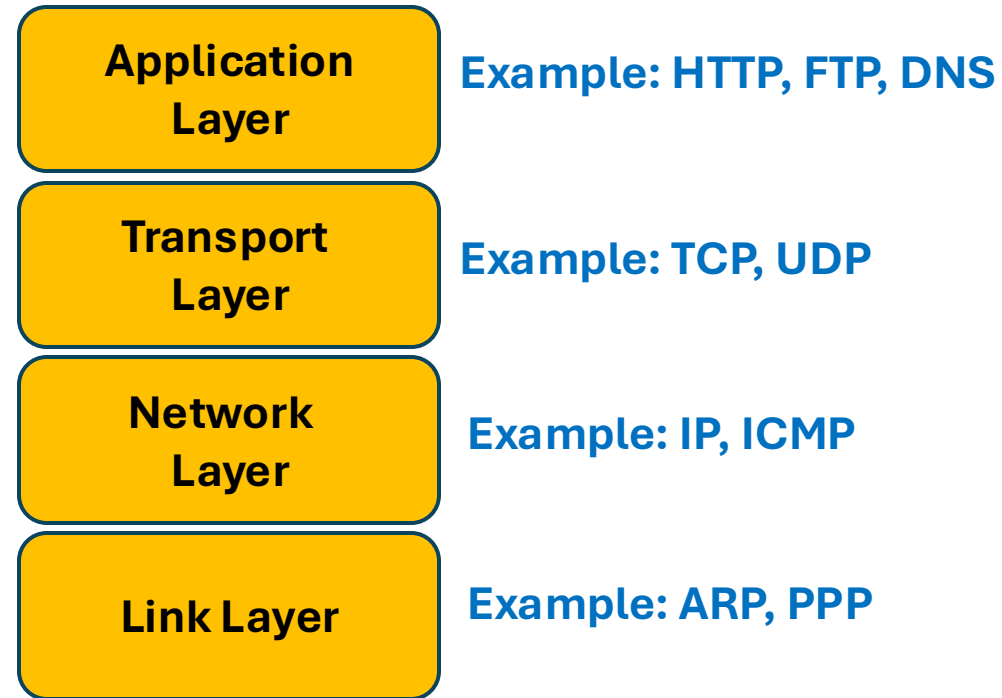 Application
Layer
Example: HTTP, FTP, DNS
Transport
Layer
Example: TCP, UDP
Network
Layer
Example: IP, ICMP
Link Layer
Example: ARP, PPP